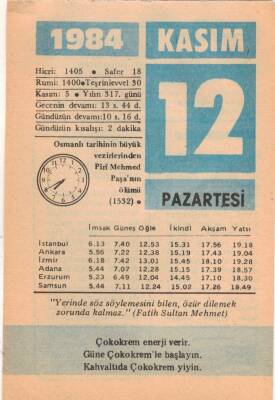 1984 KASIM
Hicri: 1405 • Safer 18
Rumi: 1400•Teşrinievvel 30
Kasım: 5 • Yılın 317. günü
Gecenin devamı: 13 s. 44 d.
Gündüzün devamı:10 s. 16 d.
Gündüzün kısalışı: 2 dakika
12
Osmanlı tarihinin büyük
vezirlerinden
Pirî Mehmed
Paşa'nın
ölümü
(1532) •
PAZARTESİ
İmsak Güneş Öğle İkindi Akşam Yatsı
İstanbul 6.13 7.40 12.53 15.31 17.56 19.18
Ankara 5.56 7.22 12.38 15.19 17.43 19.04
İzmir 6.18 7.42 13.01 15.45 18.10 19.28
Adana 5.44 7.07 12.28 15.15 17.39 18.57
Erzurum 5.23 6.49 12.04 14.45 17.10 18.30
Samsun 5.44 7.11 12.24 15.02 17.26 18.49
"Yerinde söz söylemesini bilen, özür dilemek
zorunda kalmaz." (Fatih Sultan Mehmet)
Çokokrem enerji verir.
Güne Çokokrem'le başlayın.
Kahvaltıda Çokokrem yiyin.